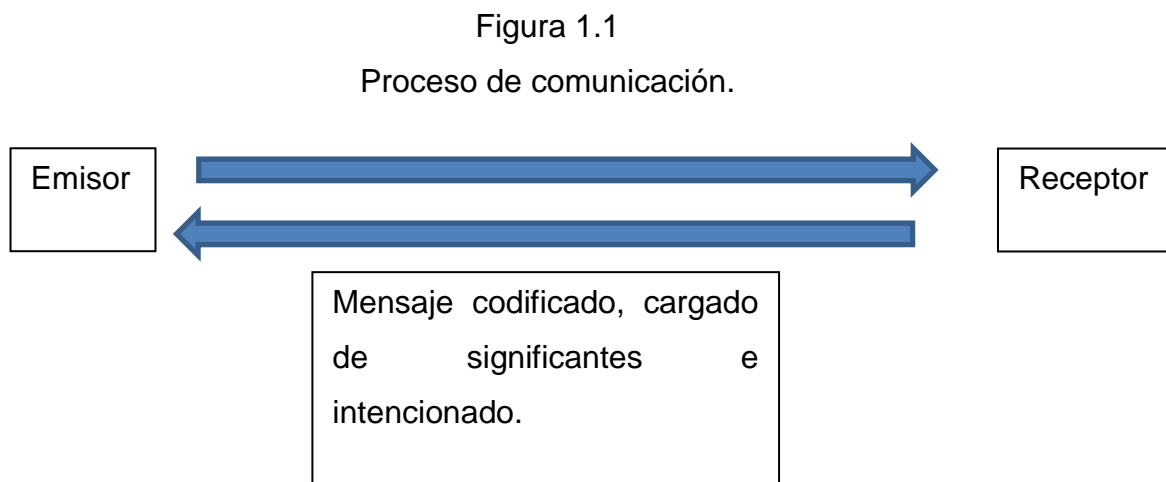 Figura 1.1
Proceso de comunicación.
Emisor
Receptor
Mensaje codificado, cargado
de significantes e
intencionado.